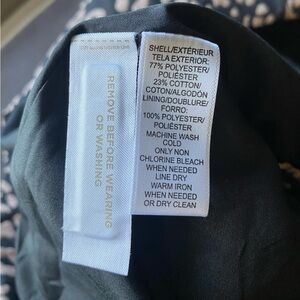 REMOVE BEFORE WEARING
OR WASHING
SHELL/EXTÉRIEUR
TELA EXTERIOR:
77% POLYESTER/
POLIÉSTER
23% COTTON/
COTON/ALGODÓN
LINING/DOUBLURE/
FORRO:
100% POLYESTER/
POLIÉSTER
MACHINE WASH
COLD
ONLY NON
CHLORINE BLEACH
WHEN NEEDED
LINE DRY
WARM IRON
WHEN NEEDED
OR DRY CLEAN